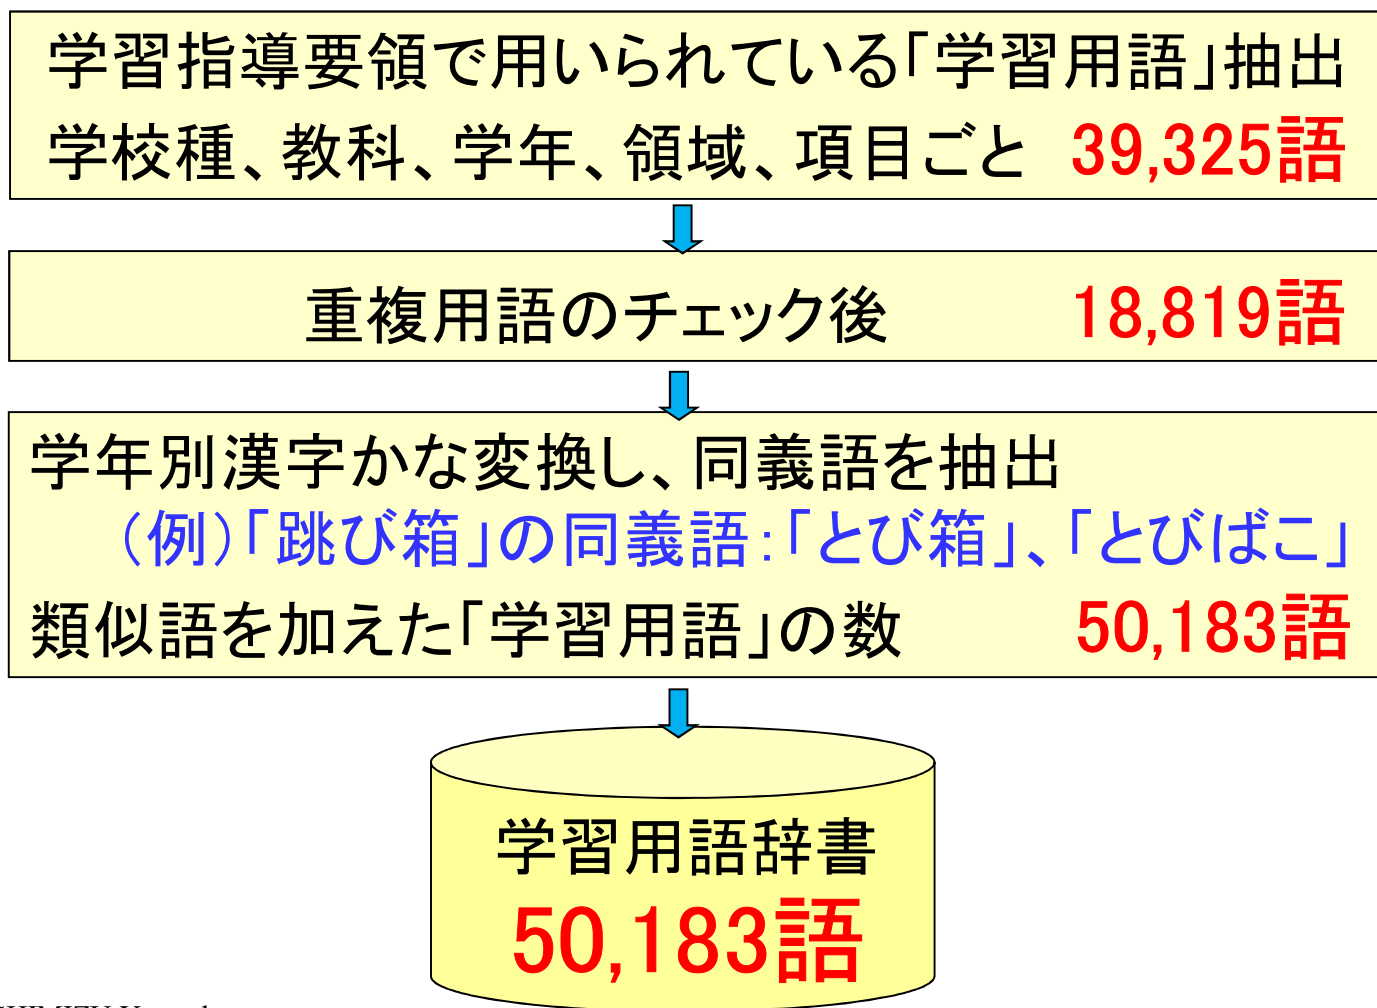 学習指導要領で用いられている「学習用語」抽出
学校種、教科、学年、領域、項目ごと 39,325語
重複用語のチェック後 18,819語
学年別漢字かな変換し、同義語を抽出
（例）「跳び箱」の同義語：「とび箱」、「とびばこ」
類似語を加えた「学習用語」の数 50,183語
学習用語辞書
50,183語